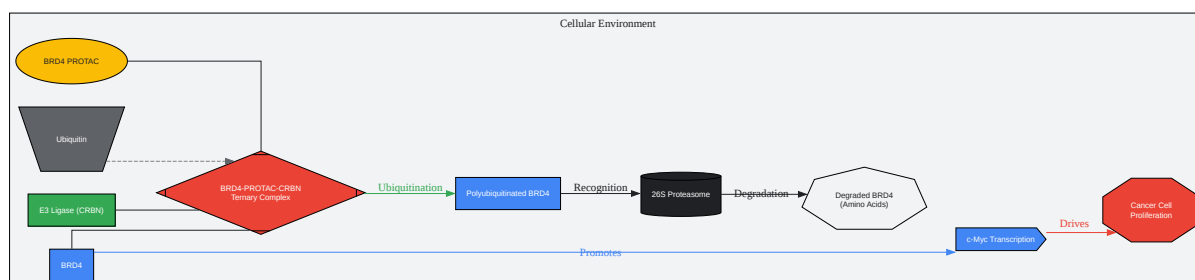 Cellular Environment
BRD4 PROTAC
Ubiquitin
E3 Ligase (CRBN)
BRD4
BRD4-PROTAC-CRBN
Ternary Complex
Ubiquitination
Polyubiquitinated BRD4
Recognition
26S Proteasome
Degradation
Degraded BRD4
(Amino Acids)
Promotes
c-Myc Transcription
Drives
Cancer Cell
Proliferation